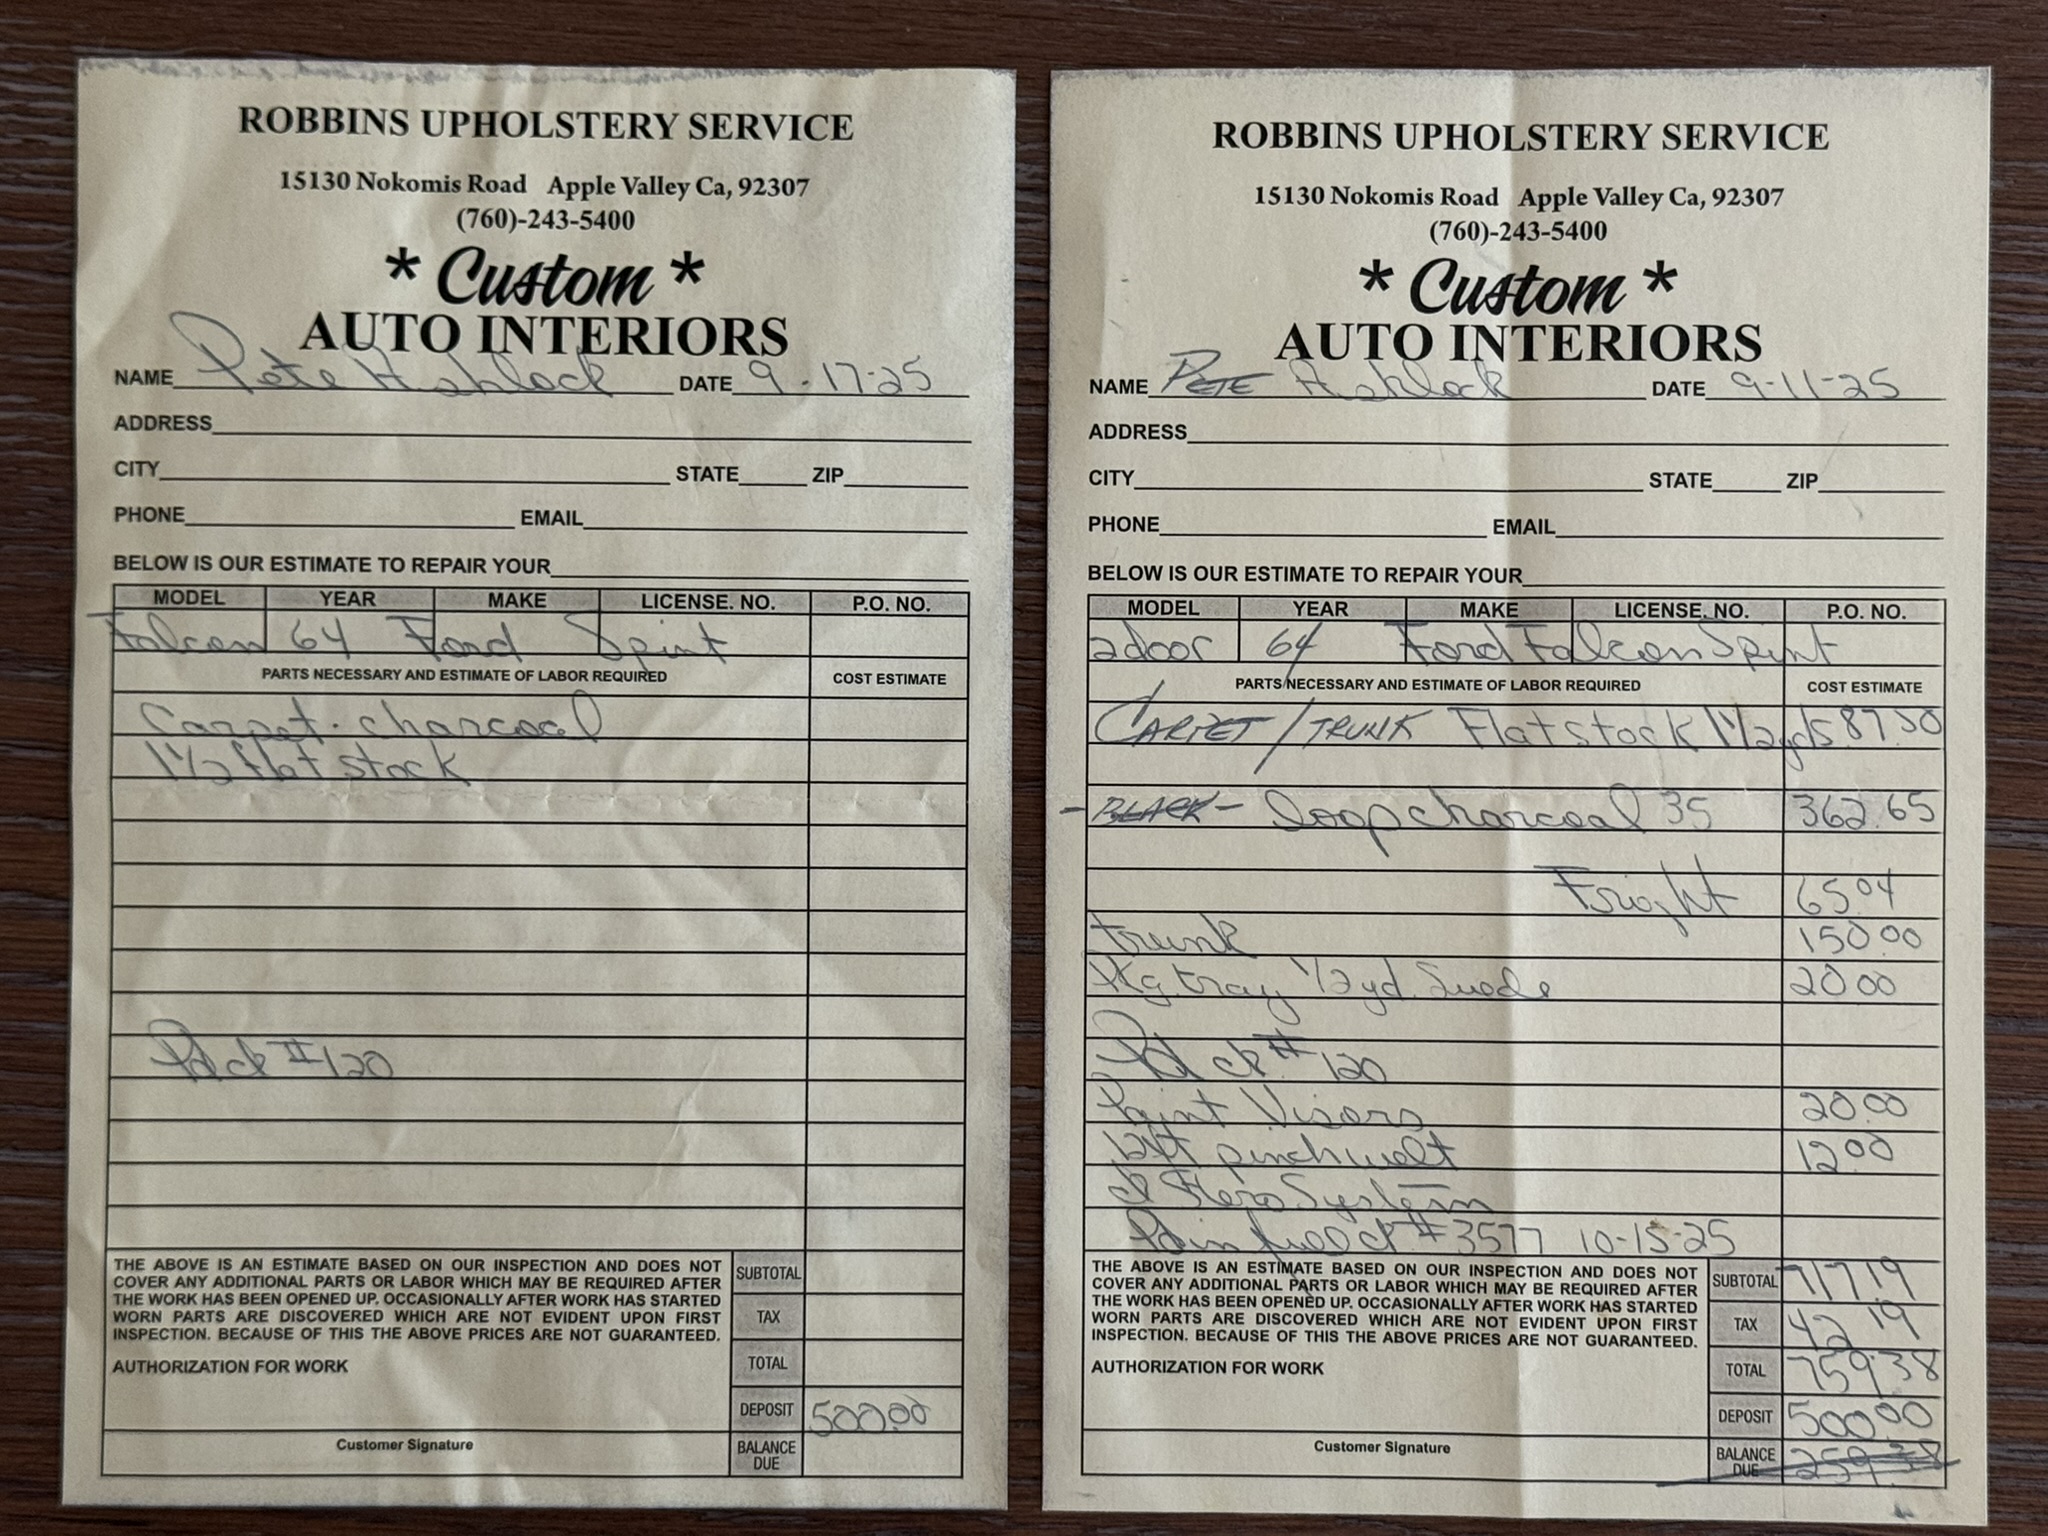 ROBBINS UPHOLSTERY SERVICE
15130 Nokomis Road Apple Valley Ca, 92307
(760)-243-5400
* Custom *
AUTO INTERIORS
NAME Pete Ashlock DATE 9-17-25
ADDRESS
CITY STATE ZIP
PHONE EMAIL
BELOW IS OUR ESTIMATE TO REPAIR YOUR
MODEL YEAR MAKE LICENSE. NO. P.O. NO.
Falcon 64 Ford Sprint
PARTS NECESSARY AND ESTIMATE OF LABOR REQUIRED COST ESTIMATE
Carpet - charcoal
1 1/2 flat stock
Pd ck #120
THE ABOVE IS AN ESTIMATE BASED ON OUR INSPECTION AND DOES NOT
COVER ANY ADDITIONAL PARTS OR LABOR WHICH MAY BE REQUIRED AFTER
THE WORK HAS BEEN OPENED UP. OCCASIONALLY AFTER WORK HAS STARTED
WORN PARTS ARE DISCOVERED WHICH ARE NOT EVIDENT UPON FIRST
INSPECTION. BECAUSE OF THIS THE ABOVE PRICES ARE NOT GUARANTEED.
SUBTOTAL
TAX
AUTHORIZATION FOR WORK TOTAL
DEPOSIT 500.00
Customer Signature BALANCE
DUE
ROBBINS UPHOLSTERY SERVICE
15130 Nokomis Road Apple Valley Ca, 92307
(760)-243-5400
* Custom *
AUTO INTERIORS
NAME PETE Ashlock DATE 9-11-25
ADDRESS
CITY STATE ZIP
PHONE EMAIL
BELOW IS OUR ESTIMATE TO REPAIR YOUR
MODEL YEAR MAKE LICENSE. NO. P.O. NO.
2door 64 Ford Falcon Sprint
PARTS NECESSARY AND ESTIMATE OF LABOR REQUIRED COST ESTIMATE
CARPET / TRUNK Flatstock 1 1/2 yds 87.50
- BLACK - loop charcoal 35 362.65
Fright 65.04
trunk 150.00
Pkg. tray 1/2 yd. Suede 20.00
Pd ck # 120
Paint Visors 20.00
12ft pinchwelt 12.00
ck # 3577 10-15-25
THE ABOVE IS AN ESTIMATE BASED ON OUR INSPECTION AND DOES NOT
COVER ANY ADDITIONAL PARTS OR LABOR WHICH MAY BE REQUIRED AFTER
THE WORK HAS BEEN OPENED UP. OCCASIONALLY AFTER WORK HAS STARTED
WORN PARTS ARE DISCOVERED WHICH ARE NOT EVIDENT UPON FIRST
INSPECTION. BECAUSE OF THIS THE ABOVE PRICES ARE NOT GUARANTEED.
SUBTOTAL 717.19
TAX 42.19
AUTHORIZATION FOR WORK TOTAL 759.38
DEPOSIT 500.00
Customer Signature BALANCE
DUE 259.38